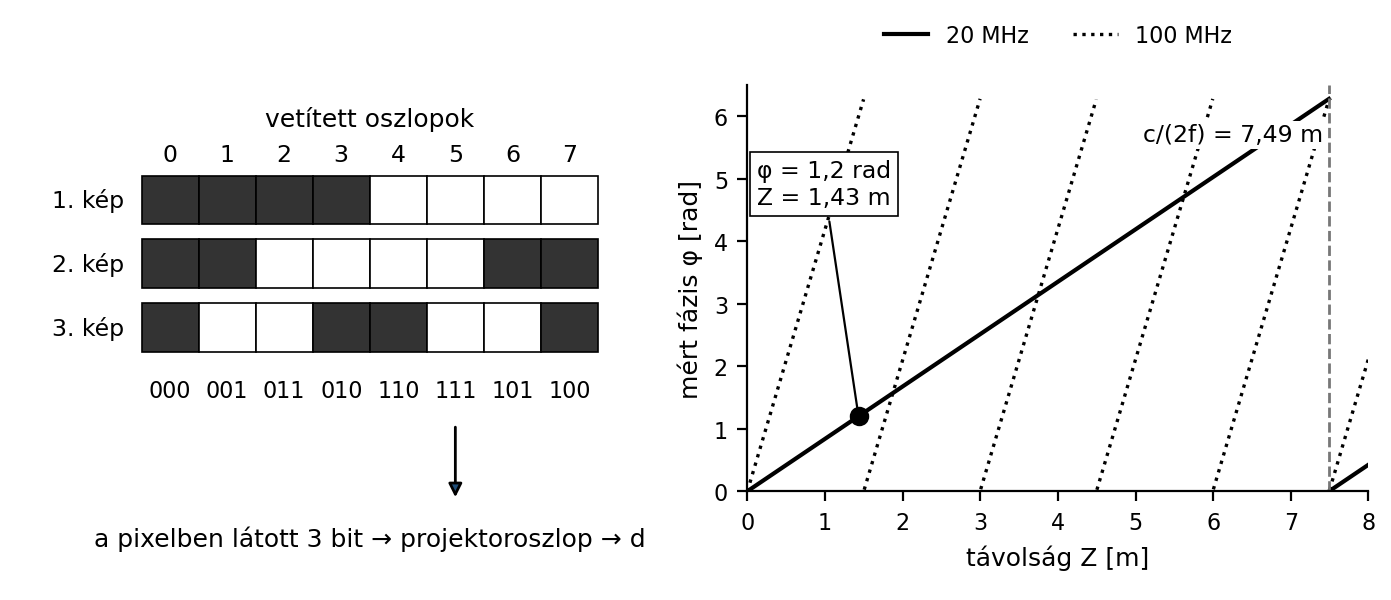 vetített oszlopok
0 1 2 3 4 5 6 7
1. kép
2. kép
3. kép
000 001 011 010 110 111 101 100
a pixelben látott 3 bit → projektoroszlop → d
20 MHz 100 MHz
c/(2f) = 7,49 m
φ = 1,2 rad
Z = 1,43 m
mért fázis φ [rad]
6
5
4
3
2
1
0
0 1 2 3 4 5 6 7 8
távolság Z [m]